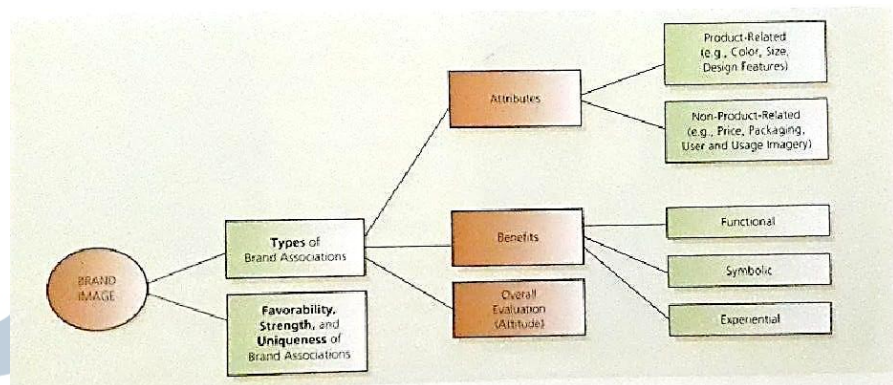 Product-Related
(e.g., Color, Size,
Design Features)
Attributes
Non-Product-Related
(e.g., Price, Packaging,
User and Usage Imagery)
Types of
Brand Associations
Benefits
Functional
Symbolic
Experiential
BRAND
IMAGE
Favorability,
Strength, and
Uniqueness of
Brand Associations
Overall
Evaluation
(Attitude)